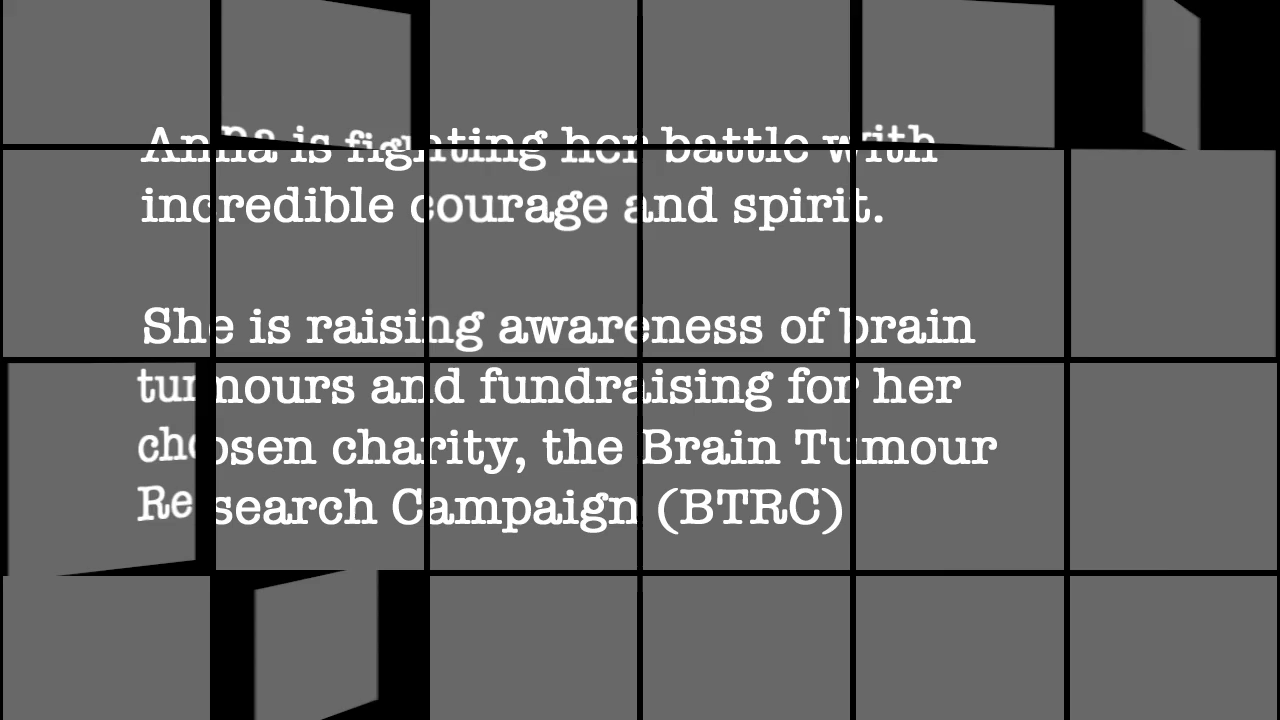 Anna is fighting her battle with
incredible courage and spirit.
She is raising awareness of brain
tumours and fundraising for her
chosen charity, the Brain Tumour
Research Campaign (BTRC)